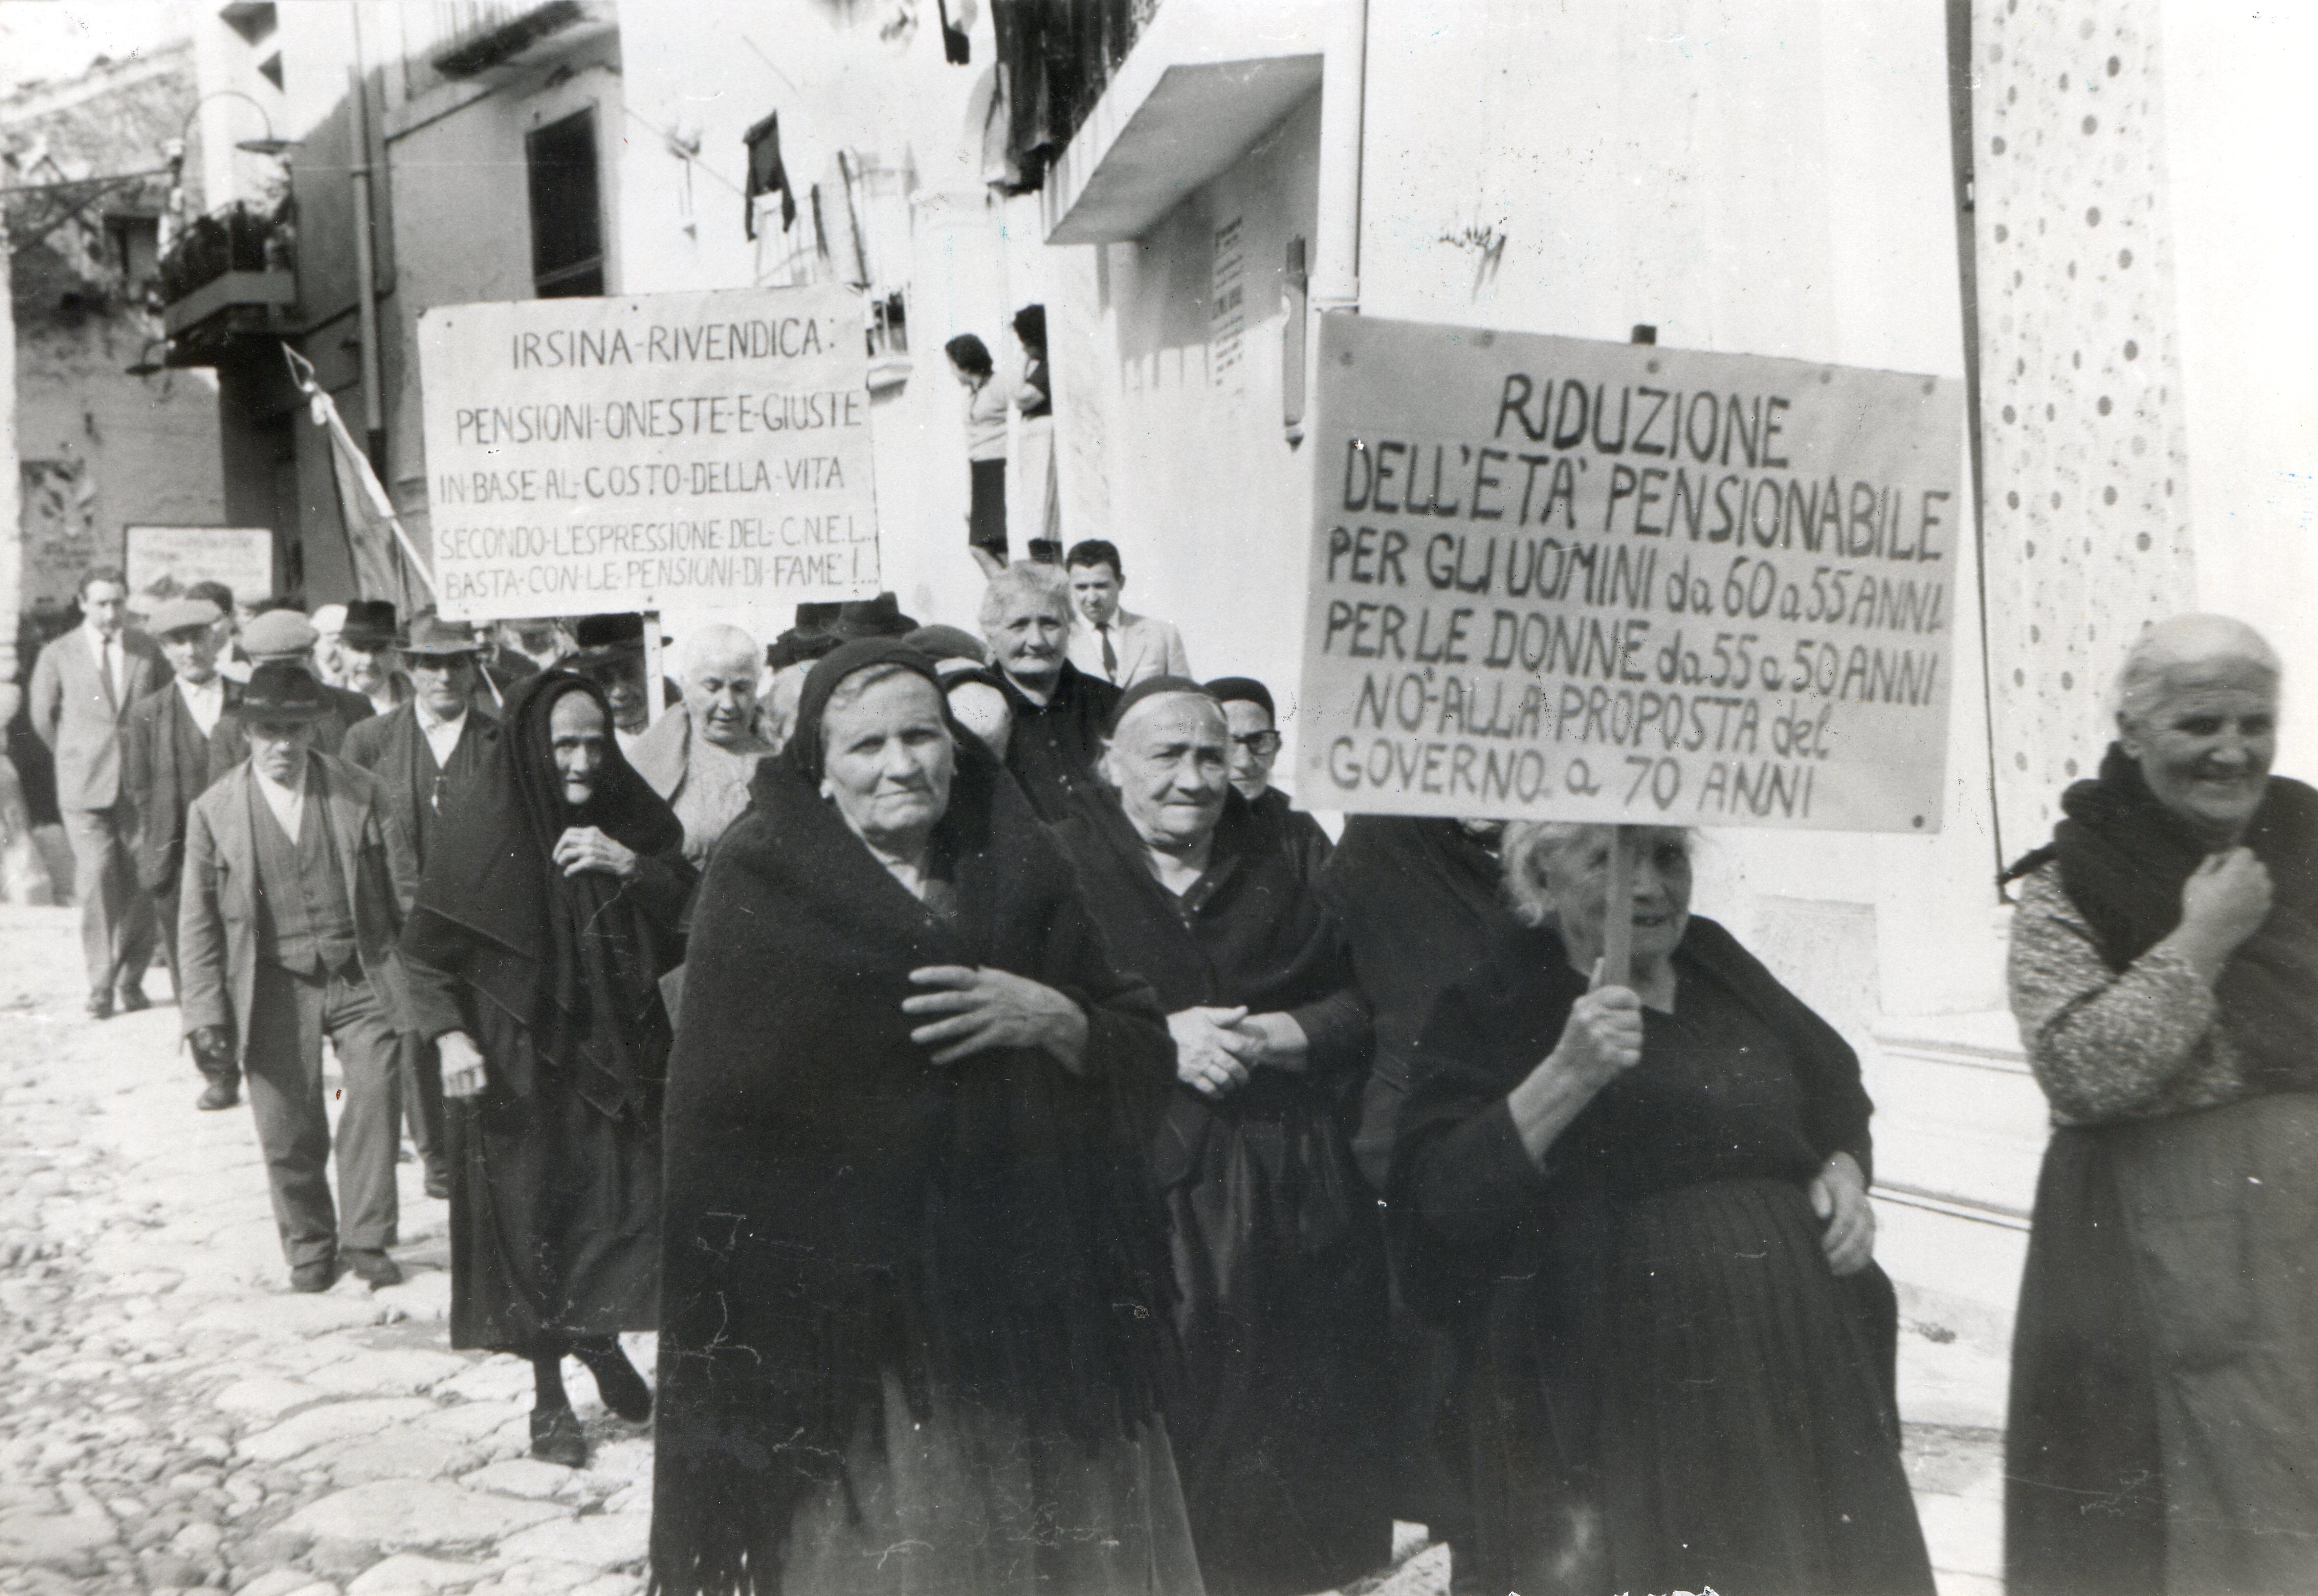 IRSINA-RIVENDICA:
PENSIONI-ONESTE-E-GIUSTE
IN-BASE-AL-COSTO-DELLA-VITA
SECONDO-L'ESPRESSIONE-DEL-C.N.E.L..
BASTA-CON-LE-PENSIONI-DI-FAME!...
RIDUZIONE
DELL'ETA' PENSIONABILE
PER GLI UOMINI da 60 a 55 ANNI
PER LE DONNE da 55 a 50 ANNI
NO-ALLA PROPOSTA del
GOVERNO a 70 ANNI